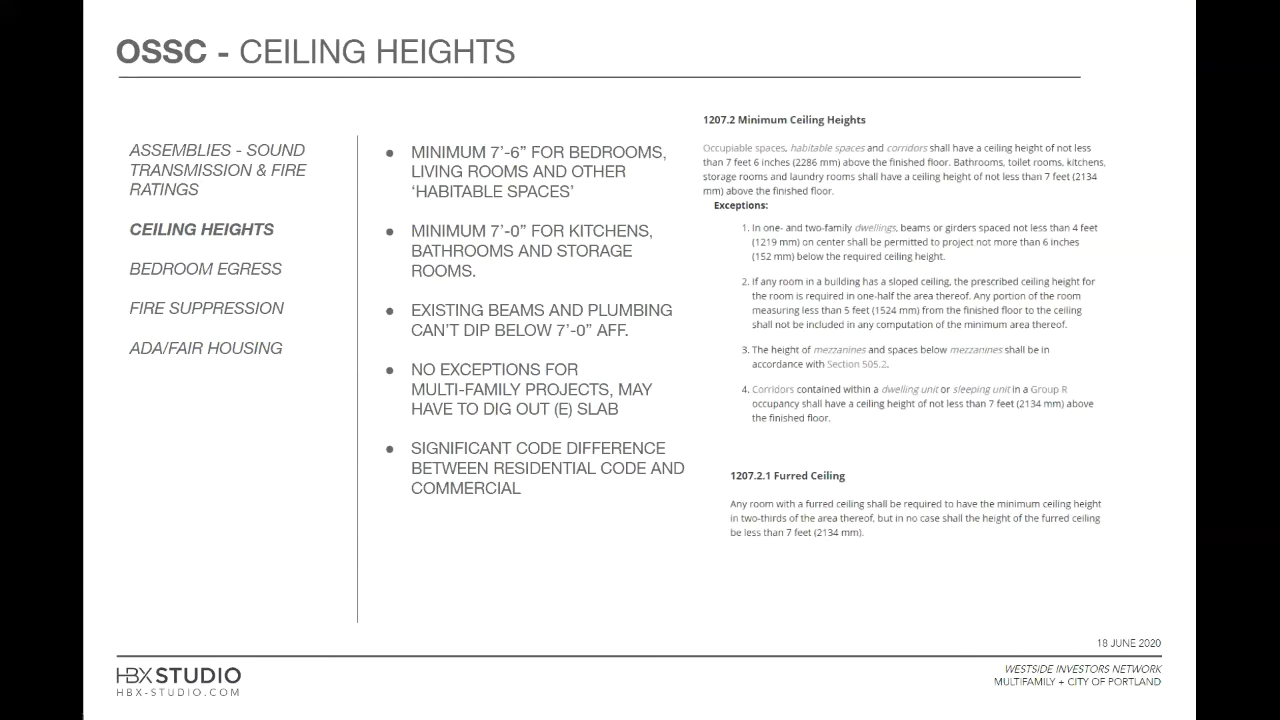 OSSC - CEILING HEIGHTS
ASSEMBLIES - SOUND
TRANSMISSION & FIRE
RATINGS
CEILING HEIGHTS
BEDROOM EGRESS
FIRE SUPPRESSION
ADA/FAIR HOUSING
● MINIMUM 7'-6” FOR BEDROOMS,
LIVING ROOMS AND OTHER
‘HABITABLE SPACES’
● MINIMUM 7’-0” FOR KITCHENS,
BATHROOMS AND STORAGE
ROOMS.
● EXISTING BEAMS AND PLUMBING
CAN’T DIP BELOW 7’-0” AFF.
● NO EXCEPTIONS FOR
MULTI-FAMILY PROJECTS, MAY
HAVE TO DIG OUT (E) SLAB
● SIGNIFICANT CODE DIFFERENCE
BETWEEN RESIDENTIAL CODE AND
COMMERCIAL
1207.2 Minimum Ceiling Heights
Occupiable spaces, habitable spaces and corridors shall have a ceiling height of not less
than 7 feet 6 inches (2286 mm) above the finished floor. Bathrooms, toilet rooms, kitchens,
storage rooms and laundry rooms shall have a ceiling height of not less than 7 feet (2134
mm) above the finished floor.
Exceptions:
1. In one- and two-family dwellings, beams or girders spaced not less than 4 feet
(1219 mm) on center shall be permitted to project not more than 6 inches
(152 mm) below the required ceiling height.
2. If any room in a building has a sloped ceiling, the prescribed ceiling height for
the room is required in one-half the area thereof. Any portion of the room
measuring less than 5 feet (1524 mm) from the finished floor to the ceiling
shall not be included in any computation of the minimum area thereof.
3. The height of mezzanines and spaces below mezzanines shall be in
accordance with Section 505.2.
4. Corridors contained within a dwelling unit or sleeping unit in a Group R
occupancy shall have a ceiling height of not less than 7 feet (2134 mm) above
the finished floor.
1207.2.1 Furred Ceiling
Any room with a furred ceiling shall be required to have the minimum ceiling height
in two-thirds of the area thereof, but in no case shall the height of the furred ceiling
be less than 7 feet (2134 mm).
18 JUNE 2020
HBX STUDIO
HBX-STUDIO.COM
WESTSIDE INVESTORS NETWORK
MULTIFAMILY + CITY OF PORTLAND